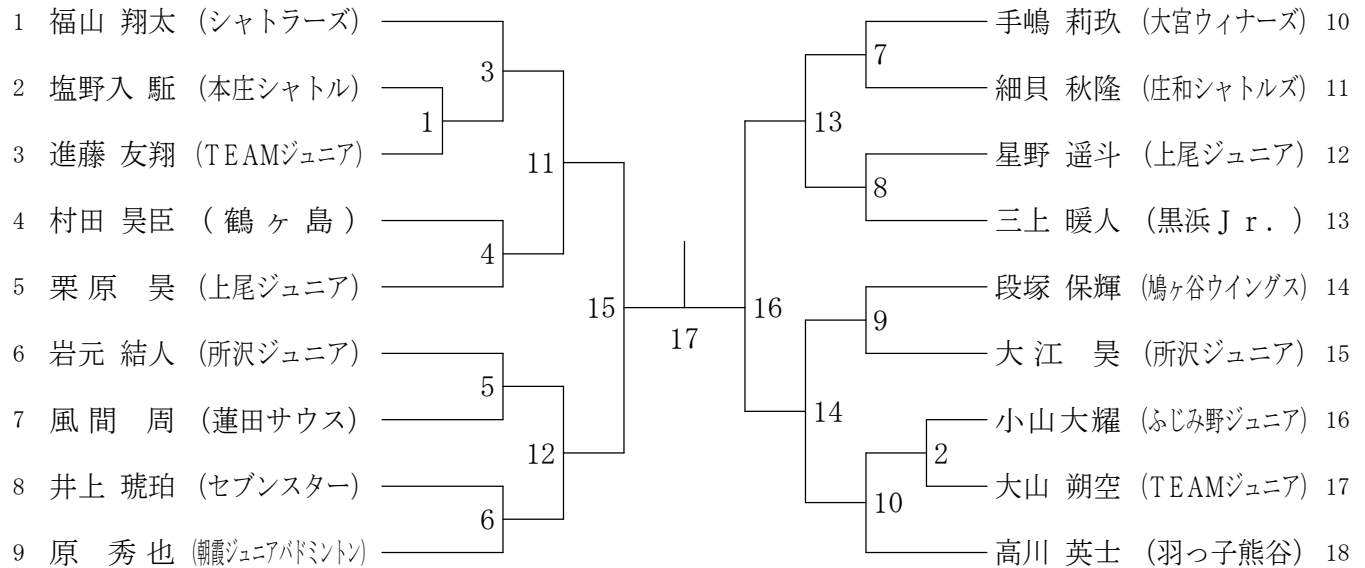 1 福山 翔太 (シャトラーズ)
2 塩野入 駈 (本庄シャトル)
3 進藤 友翔 (TEAMジュニア)
4 村田 昊臣 (鶴ヶ島)
5 栗原 昊 (上尾ジュニア)
6 岩元 結人 (所沢ジュニア)
7 風間 周 (蓮田サウス)
8 井上 琥珀 (セブンスター)
9 原 秀也 (朝霞ジュニアバドミントン)
3
1
11
4
15
5
12
6
17
16
13
7
8
14
9
2
10
手嶋 莉玖 (大宮ウィナーズ) 10
細貝 秋隆 (庄和シャトルズ) 11
星野 遥斗 (上尾ジュニア) 12
三上 暖人 (黒浜Jr.) 13
段塚 保輝 (鳩ヶ谷ウイングス) 14
大江 昊 (所沢ジュニア) 15
小山大耀 (ふじみ野ジュニア) 16
大山 朔空 (TEAMジュニア) 17
高川 英士 (羽っ子熊谷) 18